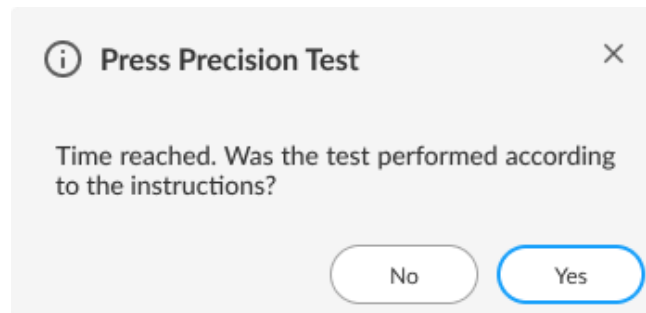 Press Precision Test
Time reached. Was the test performed according
to the instructions?
No Yes